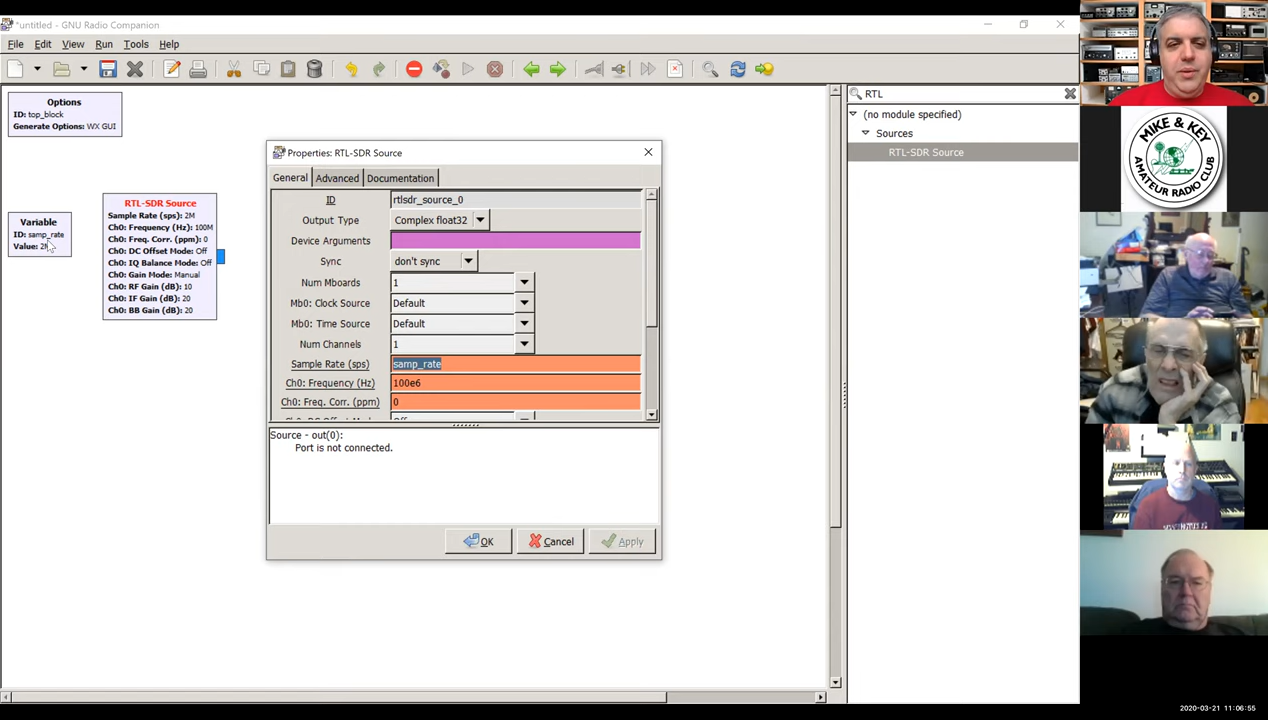 *untitled - GNU Radio Companion
File Edit View Run Tools Help
Options
ID: top_block
Generate Options: WX GUI
Variable
ID: samp_rate
Value: 2M
RTL-SDR Source
Sample Rate (sps): 2M
Ch0: Frequency (Hz): 100M
Ch0: Freq. Corr. (ppm): 0
Ch0: DC Offset Mode: Off
Ch0: IQ Balance Mode: Off
Ch0: Gain Mode: Manual
Ch0: RF Gain (dB): 10
Ch0: IF Gain (dB): 20
Ch0: BB Gain (dB): 20
Properties: RTL-SDR Source
General Advanced Documentation
ID rtlsdr_source_0
Output Type Complex float32
Device Arguments
Sync don't sync
Num Mboards 1
Mb0: Clock Source Default
Mb0: Time Source Default
Num Channels 1
Sample Rate (sps) samp_rate
Ch0: Frequency (Hz) 100e6
Ch0: Freq. Corr. (ppm) 0
Source - out(0):
Port is not connected.
OK Cancel Apply
RTL
(no module specified)
Sources
RTL-SDR Source
MIKE & KEY
AMATEUR RADIO CLUB
2020-03-21 11:06:55